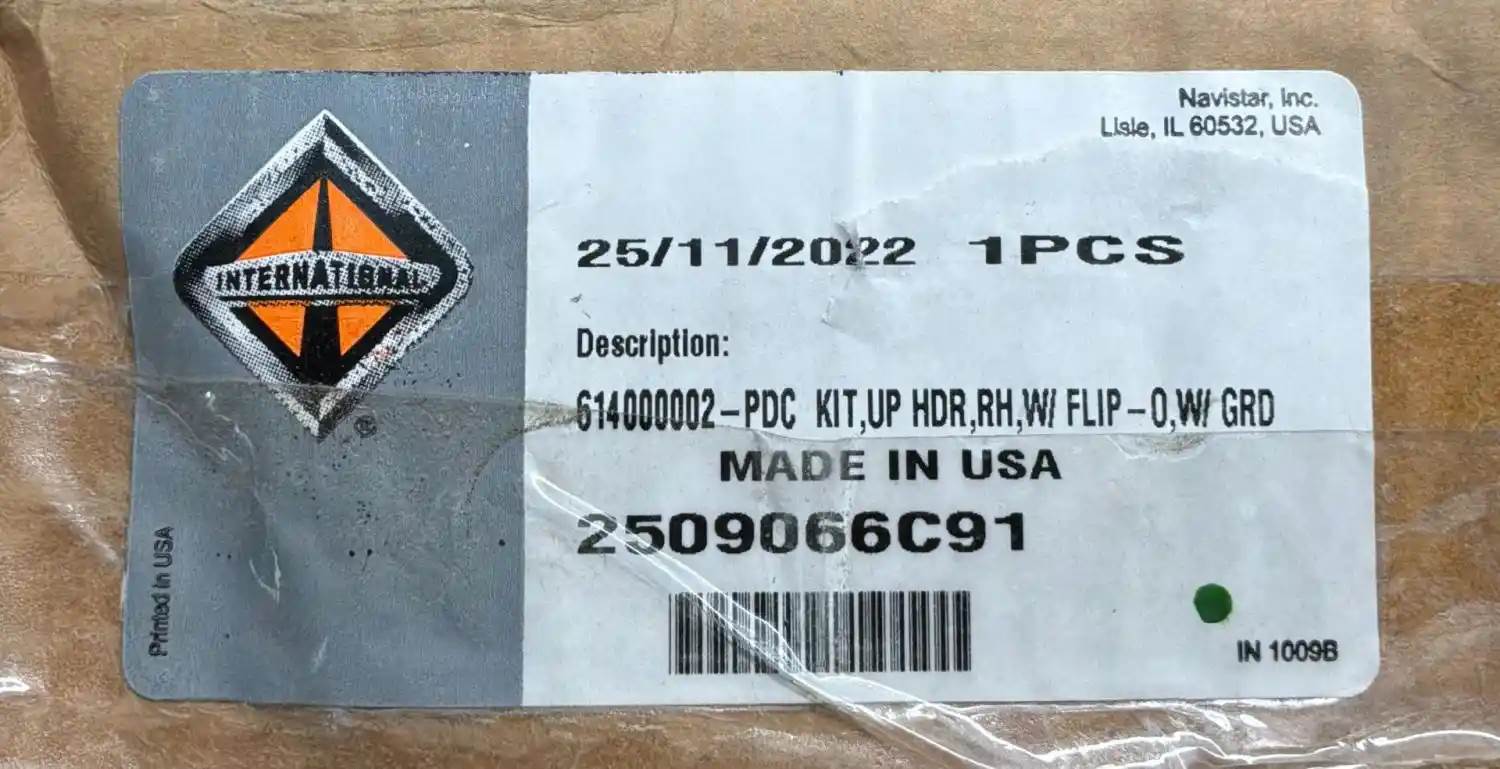 Navistar, Inc.
Lisle, IL 60532, USA
INTERNATIONAL
®
25/11/2022 1PCS
Description:
614000002-PDC KIT,UP HDR,RH,W/ FLIP-O,W/ GRD
MADE IN USA
2509066C91
IN 1009B
Printed in USA